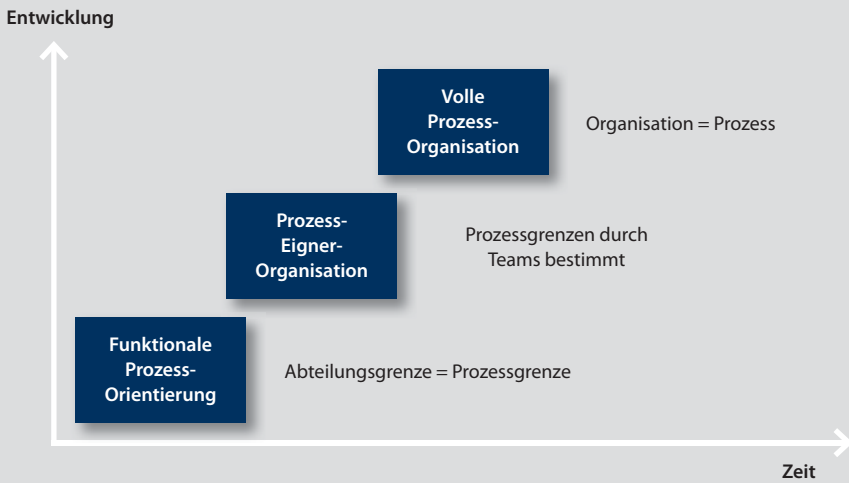 Entwicklung
Volle
Prozess-
Organisation
Organisation = Prozess
Prozess-
Eigner-
Organisation
Prozessgrenzen durch
Teams bestimmt
Funktionale
Prozess-
Orientierung
Abteilungsgrenze = Prozessgrenze
Zeit